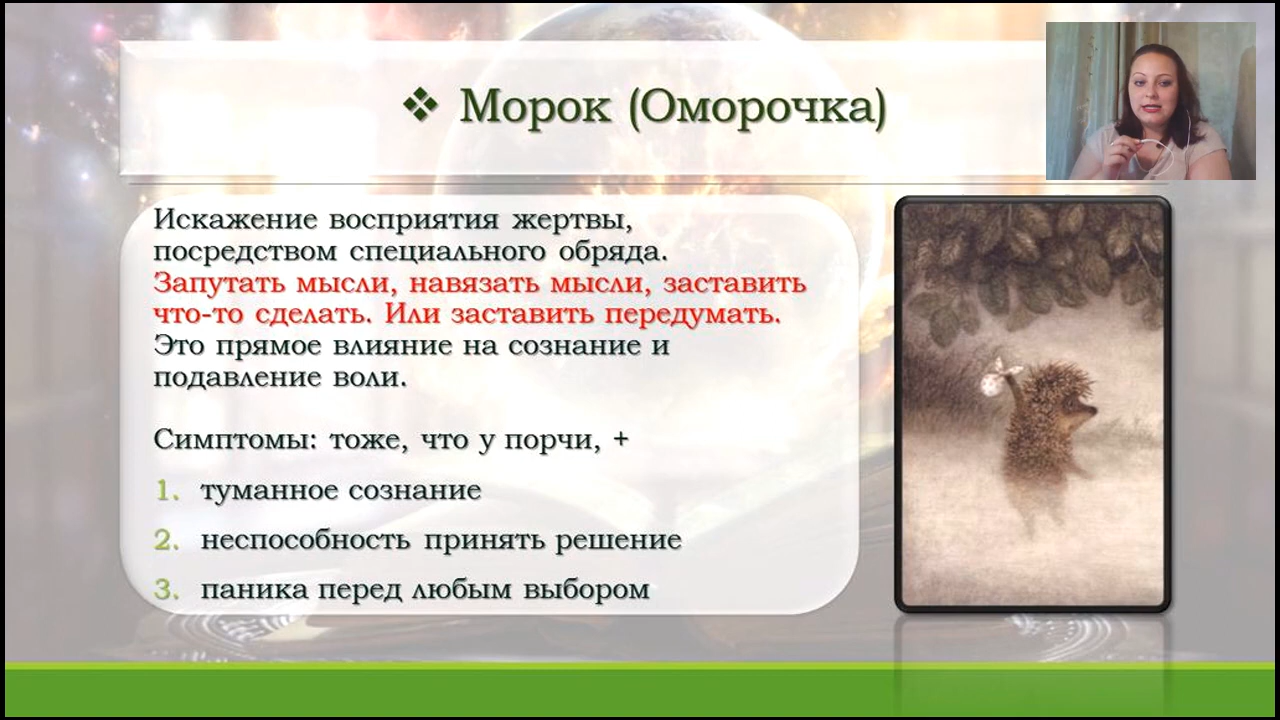 ❖ Морок (Оморочка)
Искажение восприятия жертвы,
посредством специального обряда.
Запутать мысли, навязать мысли, заставить
что-то сделать. Или заставить передумать.
Это прямое влияние на сознание и
подавление воли.
Симптомы: тоже, что у порчи, +
1. туманное сознание
2. неспособность принять решение
3. паника перед любым выбором